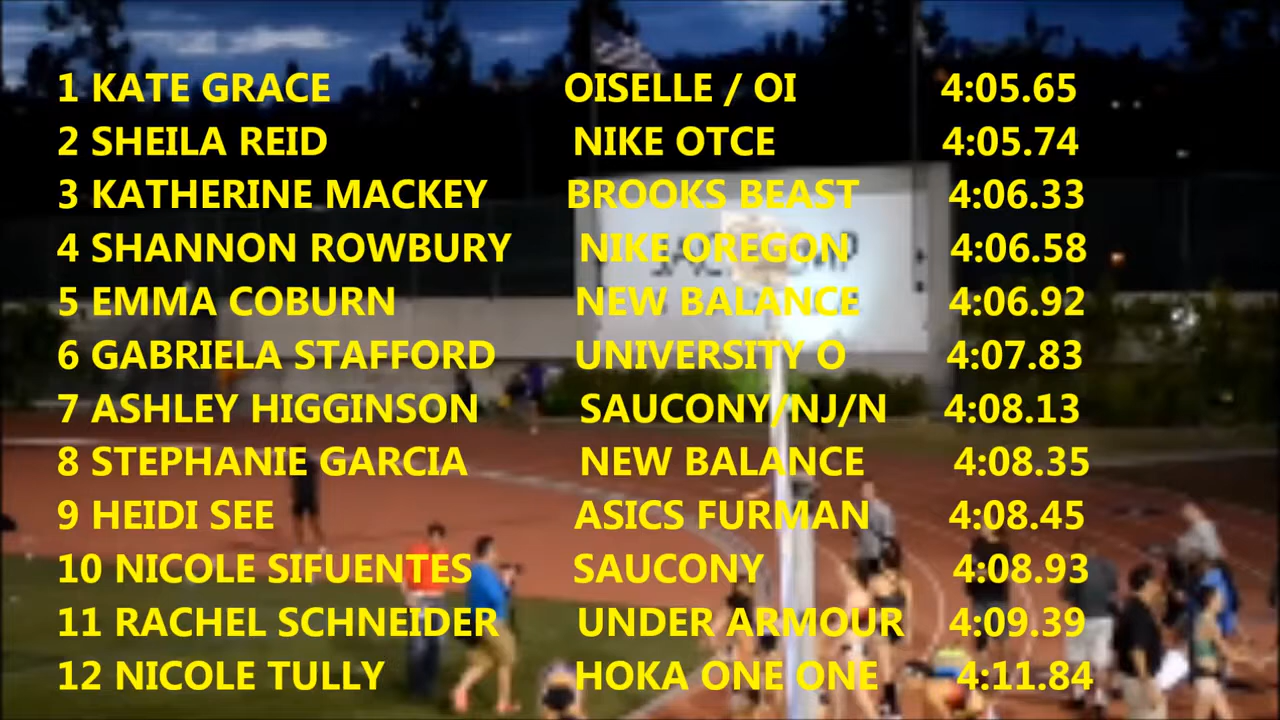 1 KATE GRACE OISELLE / OI 4:05.65
2 SHEILA REID NIKE OTCE 4:05.74
3 KATHERINE MACKEY BROOKS BEAST 4:06.33
4 SHANNON ROWBURY NIKE OREGON 4:06.58
5 EMMA COBURN NEW BALANCE 4:06.92
6 GABRIELA STAFFORD UNIVERSITY O 4:07.83
7 ASHLEY HIGGINSON SAUCONY/NJ/N 4:08.13
8 STEPHANIE GARCIA NEW BALANCE 4:08.35
9 HEIDI SEE ASICS FURMAN 4:08.45
10 NICOLE SIFUENTES SAUCONY 4:08.93
11 RACHEL SCHNEIDER UNDER ARMOUR 4:09.39
12 NICOLE TULLY HOKA ONE ONE 4:11.84